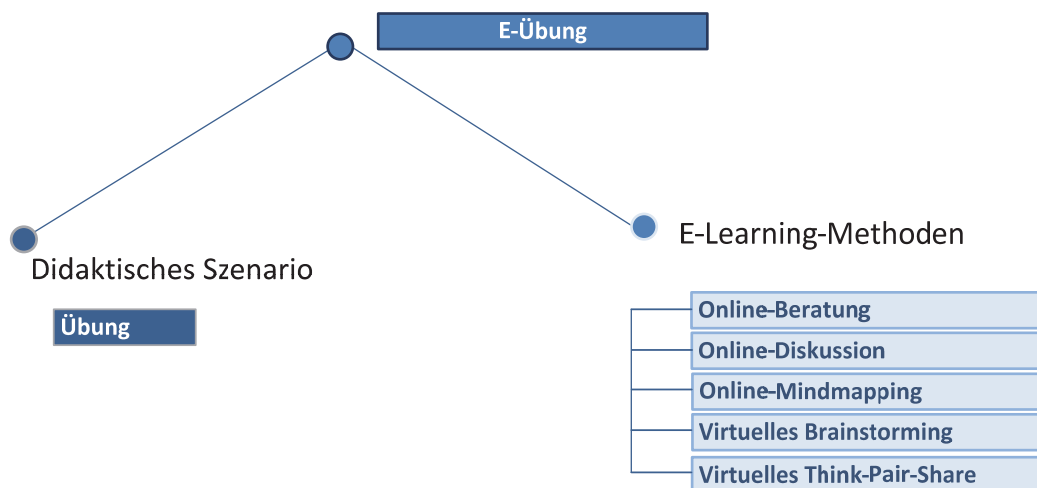 E-Übung
Didaktisches Szenario
Übung
E-Learning-Methoden
Online-Beratung
Online-Diskussion
Online-Mindmapping
Virtuelles Brainstorming
Virtuelles Think-Pair-Share